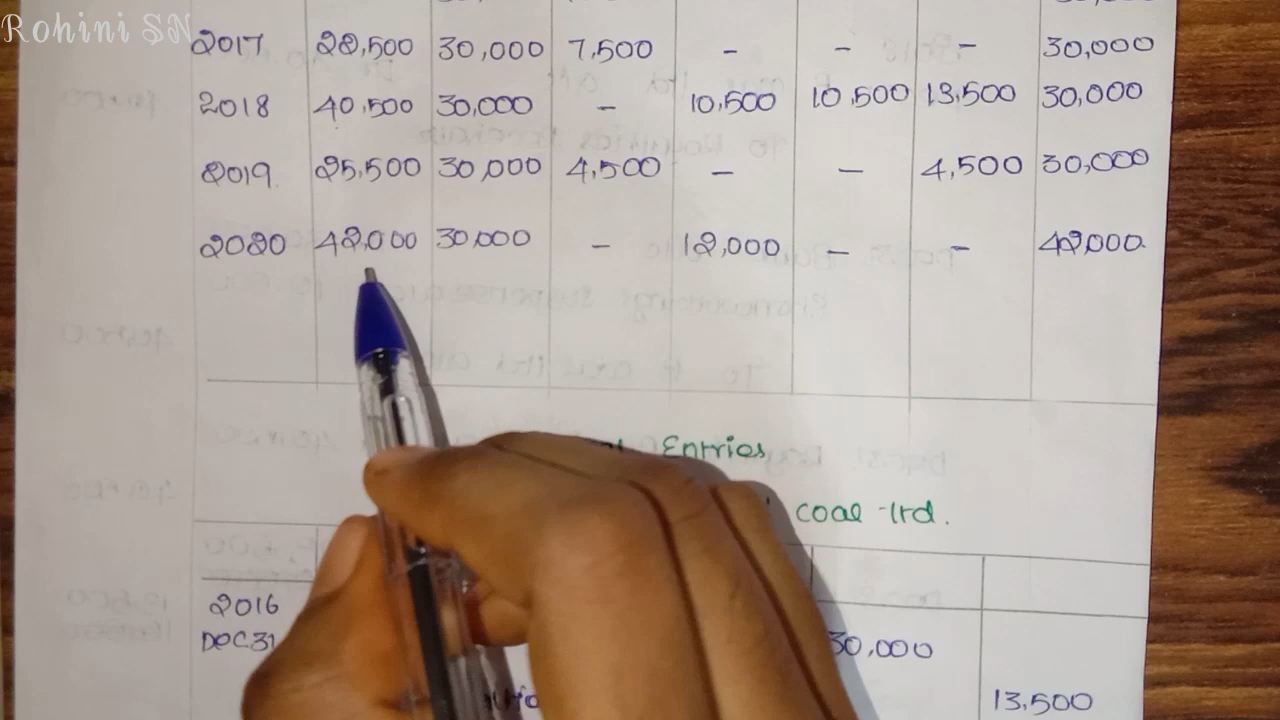 Rohini SN
2017 22,500 30,000 7,500 - - - 30,000
2018 40,500 30,000 - 10,500 10,500 13,500 30,000
2019 25,500 30,000 4,500 - - 4,500 30,000
2020 42,000 30,000 - 12,000 - - 42,000
Entries
coal ltd.
2016
Dec 31 30,000
13,500